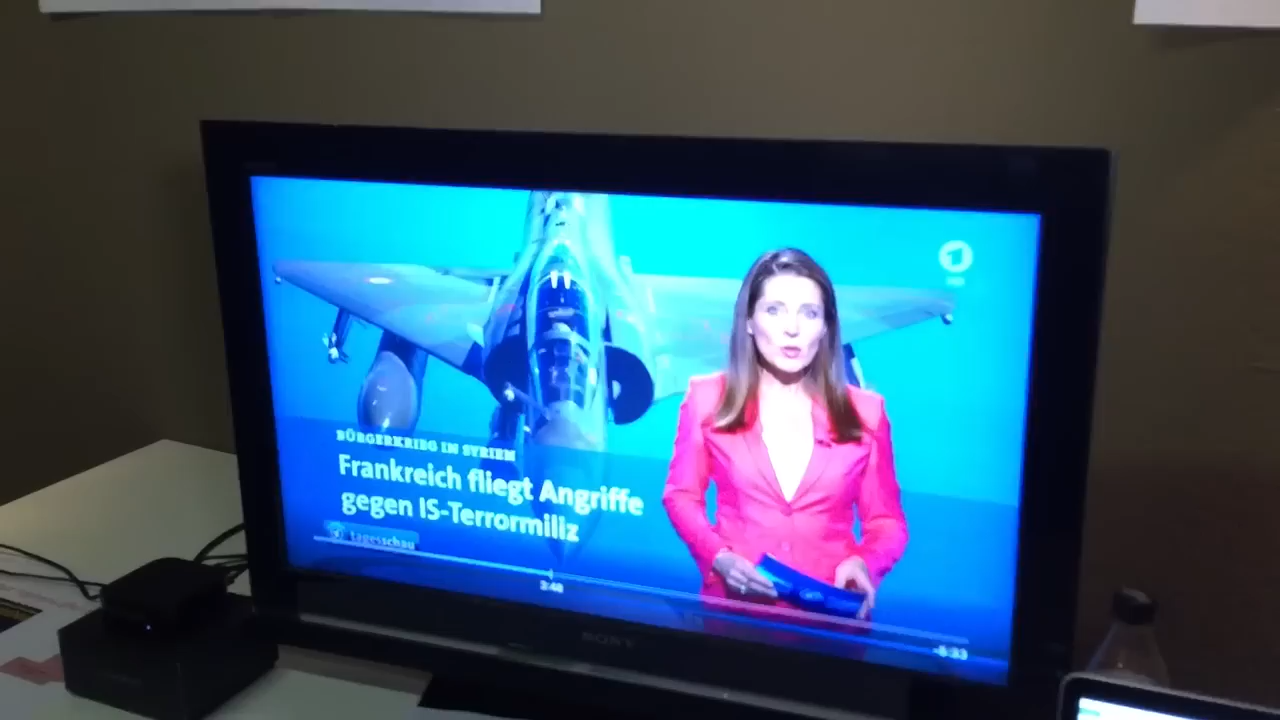 BÜRGERKRIEG IN SYRIEN
Frankreich fliegt Angriffe
gegen IS-Terrormiliz
tagesschau
3:48
-5:33
SONY